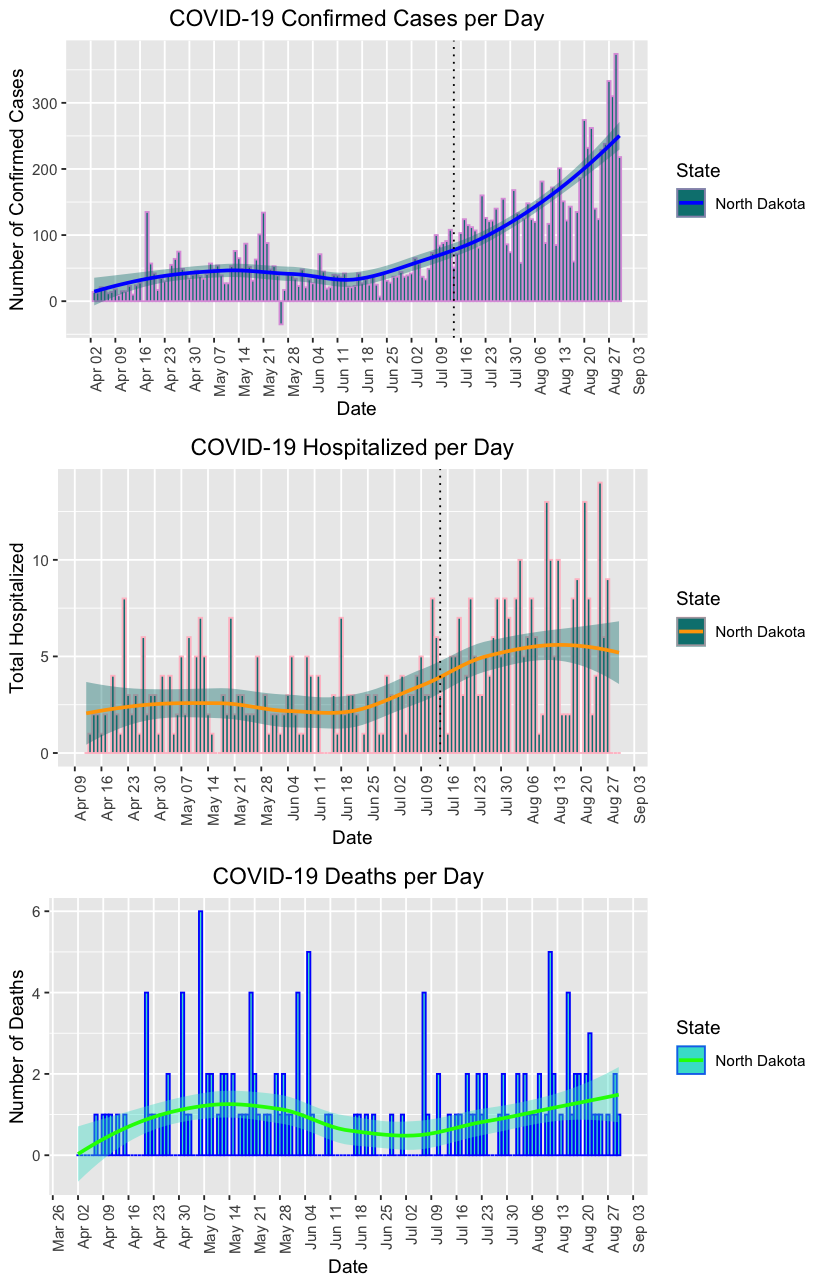 COVID-19 Confirmed Cases per Day
Number of Confirmed Cases
300
200
100
0
Apr 02
Apr 09
Apr 16
Apr 23
Apr 30
May 07
May 14
May 21
May 28
Jun 04
Jun 11
Jun 18
Jun 25
Jul 02
Jul 09
Jul 16
Jul 23
Jul 30
Aug 06
Aug 13
Aug 20
Aug 27
Sep 03
Date
State
North Dakota
COVID-19 Hospitalized per Day
Total Hospitalized
10
5
0
Apr 09
Apr 16
Apr 23
Apr 30
May 07
May 14
May 21
May 28
Jun 04
Jun 11
Jun 18
Jun 25
Jul 02
Jul 09
Jul 16
Jul 23
Jul 30
Aug 06
Aug 13
Aug 20
Aug 27
Sep 03
Date
State
North Dakota
COVID-19 Deaths per Day
Number of Deaths
6
4
2
0
Mar 26
Apr 02
Apr 09
Apr 16
Apr 23
Apr 30
May 07
May 14
May 21
May 28
Jun 04
Jun 11
Jun 18
Jun 25
Jul 02
Jul 09
Jul 16
Jul 23
Jul 30
Aug 06
Aug 13
Aug 20
Aug 27
Sep 03
Date
State
North Dakota